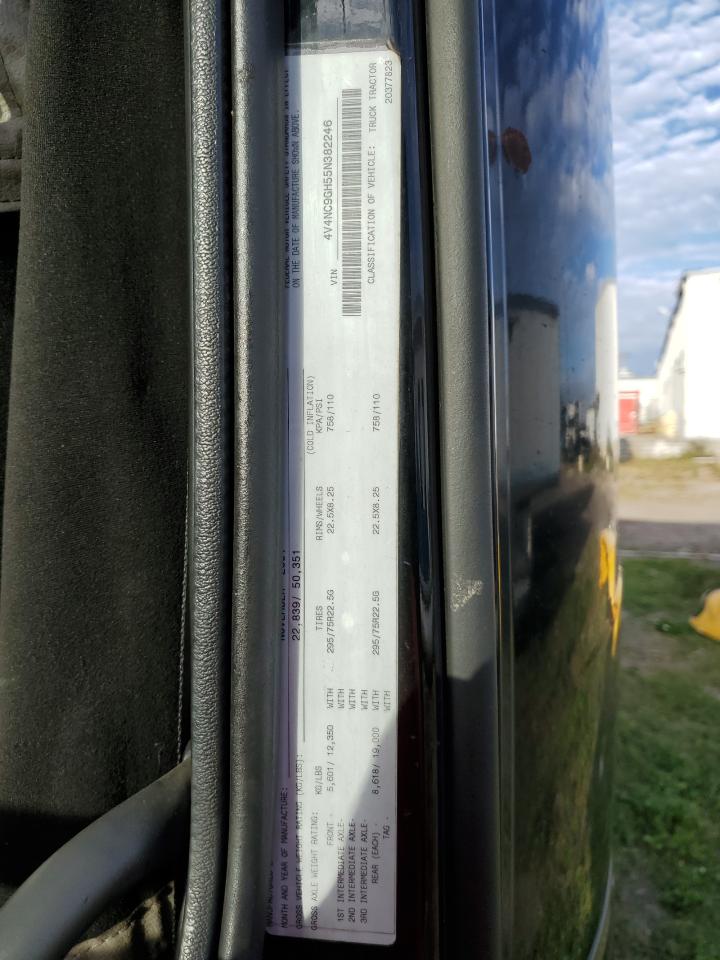 MONTH AND YEAR OF MANUFACTURE: NOVEMBER
GROSS VEHICLE WEIGHT RATING (KG/LBS): 22,839/ 50,351
GROSS AXLE WEIGHT RATING:
KG/LBS TIRES RIMS/WHEELS (COLD INFLATION) KPA/PSI
FRONT - 5,601/ 12,350 WITH 295/75R22.5G 22.5X8.25 758/110
1ST INTERMEDIATE AXLE- WITH
2ND INTERMEDIATE AXLE- WITH
3RD INTERMEDIATE AXLE- WITH
REAR (EACH) - 8,618/ 19,000 WITH 295/75R22.5G 22.5X8.25 758/110
TAG - WITH
ON THE DATE OF MANUFACTURE SHOWN ABOVE.
VIN 4V4NC9GH55N382246
CLASSIFICATION OF VEHICLE: TRUCK TRACTOR
20377823